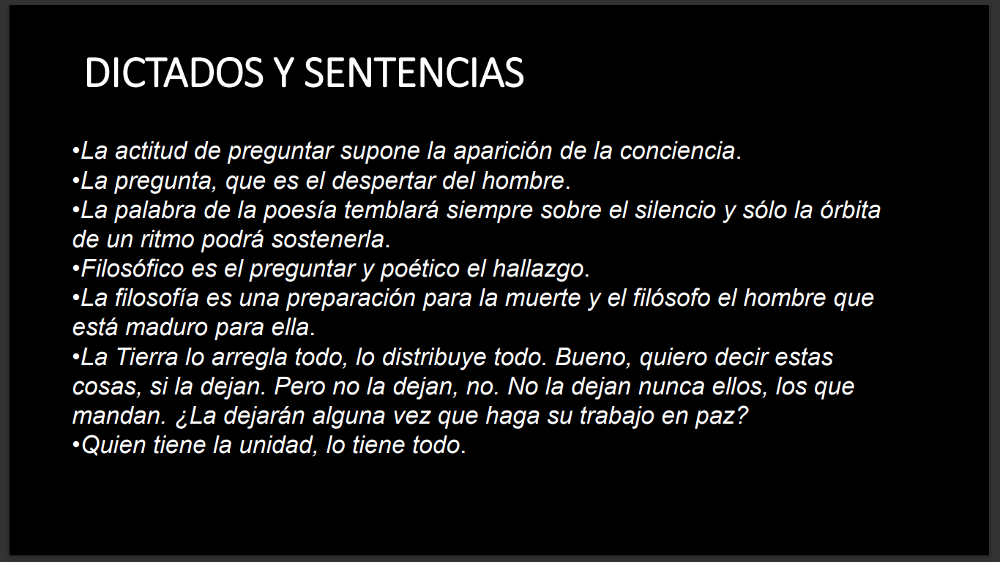 DICTADOS Y SENTENCIAS
•La actitud de preguntar supone la aparición de la conciencia.
•La pregunta, que es el despertar del hombre.
•La palabra de la poesía temblará siempre sobre el silencio y sólo la órbita
de un ritmo podrá sostenerla.
•Filosófico es el preguntar y poético el hallazgo.
•La filosofía es una preparación para la muerte y el filósofo el hombre que
está maduro para ella.
•La Tierra lo arregla todo, lo distribuye todo. Bueno, quiero decir estas
cosas, si la dejan. Pero no la dejan, no. No la dejan nunca ellos, los que
mandan. ¿La dejarán alguna vez que haga su trabajo en paz?
•Quien tiene la unidad, lo tiene todo.